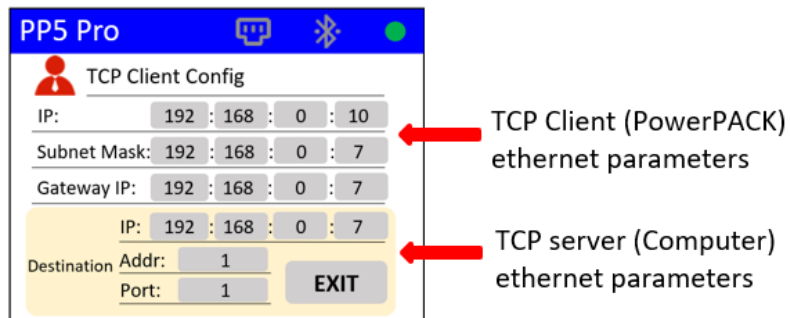 PP5 Pro
TCP Client Config
IP: 192 : 168 : 0 : 10
Subnet Mask: 192 : 168 : 0 : 7
Gateway IP: 192 : 168 : 0 : 7
Destination
IP: 192 : 168 : 0 : 7
Addr: 1
Port: 1
EXIT
TCP Client (PowerPACK)
ethernet parameters
TCP server (Computer)
ethernet parameters